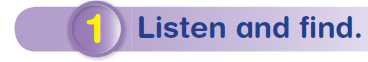 1 Listen and find.